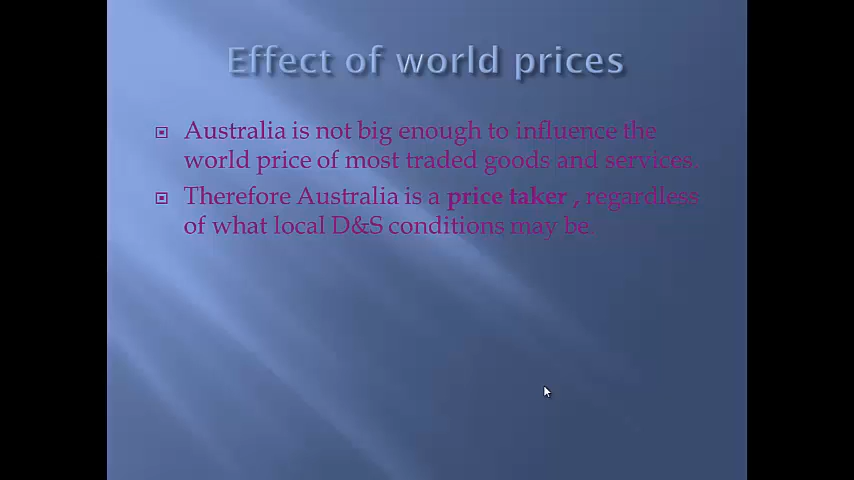 Effect of world prices
Australia is not big enough to influence the
world price of most traded goods and services.
Therefore Australia is a price taker , regardless
of what local D&S conditions may be.